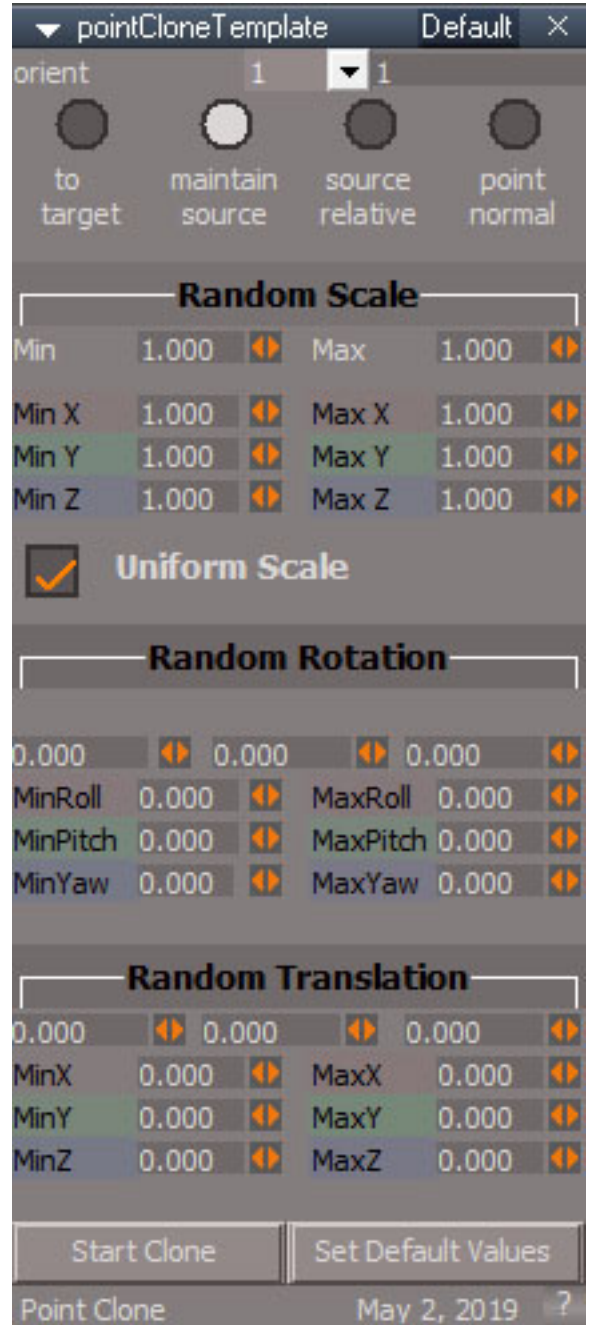 pointCloneTemplate Default
orient 1 1
to target maintain source source relative point normal
Random Scale
Min 1.000 Max 1.000
Min X 1.000 Max X 1.000
Min Y 1.000 Max Y 1.000
Min Z 1.000 Max Z 1.000
Uniform Scale
Random Rotation
0.000 0.000 0.000
MinRoll 0.000 MaxRoll 0.000
MinPitch 0.000 MaxPitch 0.000
MinYaw 0.000 MaxYaw 0.000
Random Translation
0.000 0.000 0.000
MinX 0.000 MaxX 0.000
MinY 0.000 MaxY 0.000
MinZ 0.000 MaxZ 0.000
Start Clone Set Default Values
Point Clone May 2, 2019 ?